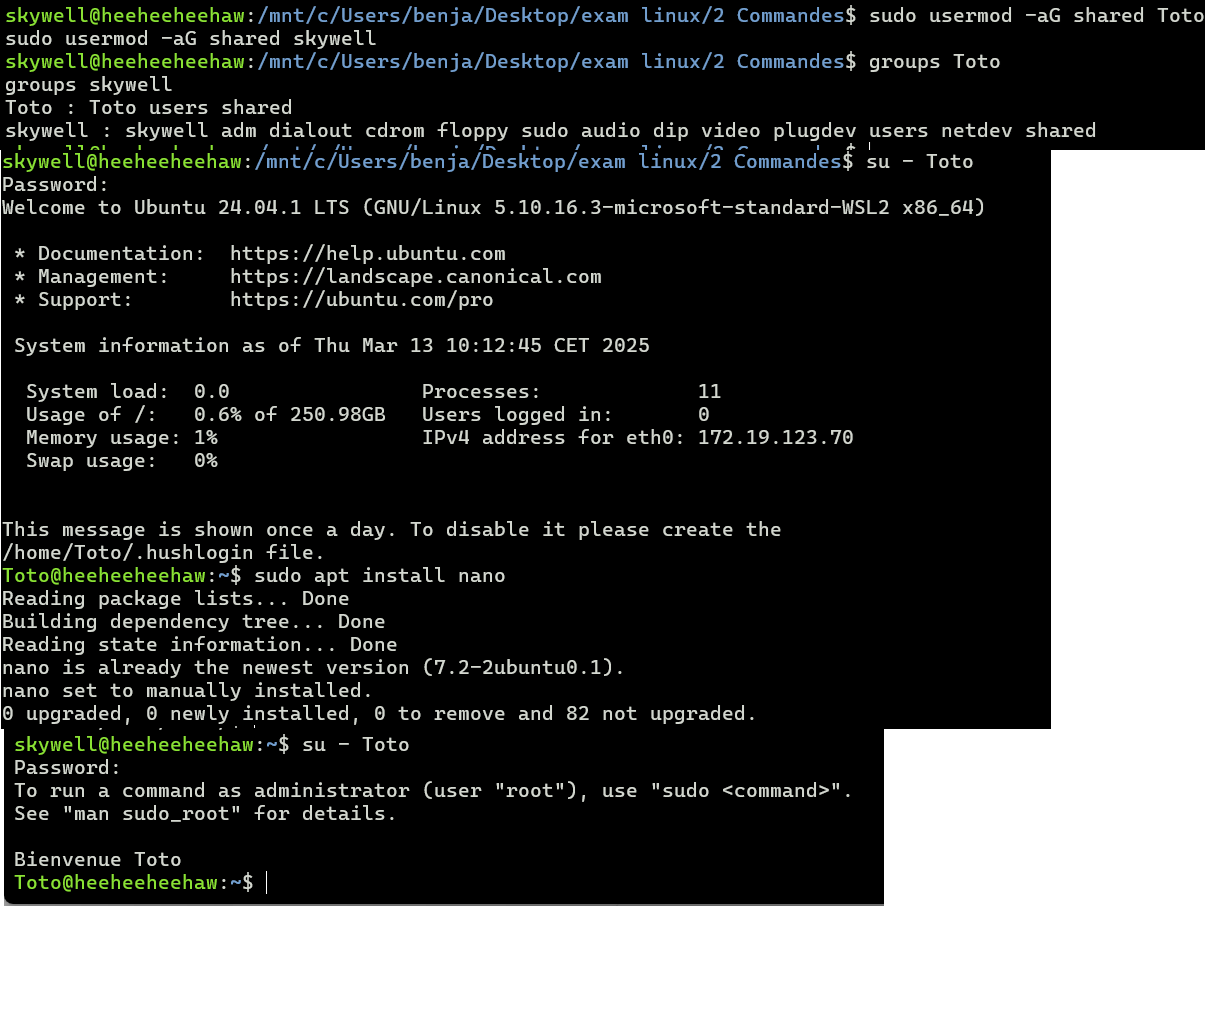 skywell@heeheeheehaw:/mnt/c/Users/benja/Desktop/exam linux/2 Commandes$ sudo usermod -aG shared Toto
sudo usermod -aG shared skywell
skywell@heeheeheehaw:/mnt/c/Users/benja/Desktop/exam linux/2 Commandes$ groups Toto
groups skywell
Toto : Toto users shared
skywell : skywell adm dialout cdrom floppy sudo audio dip video plugdev users netdev shared
skywell@heeheeheehaw:/mnt/c/Users/benja/Desktop/exam linux/2 Commandes$ su - Toto
Password:
Welcome to Ubuntu 24.04.1 LTS (GNU/Linux 5.10.16.3-microsoft-standard-WSL2 x86_64)
* Documentation: https://help.ubuntu.com
* Management: https://landscape.canonical.com
* Support: https://ubuntu.com/pro
System information as of Thu Mar 13 10:12:45 CET 2025
System load: 0.0 Processes: 11
Usage of /: 0.6% of 250.98GB Users logged in: 0
Memory usage: 1% IPv4 address for eth0: 172.19.123.70
Swap usage: 0%
This message is shown once a day. To disable it please create the
/home/Toto/.hushlogin file.
Toto@heeheeheehaw:~$ sudo apt install nano
Reading package lists... Done
Building dependency tree... Done
Reading state information... Done
nano is already the newest version (7.2-2ubuntu0.1).
nano set to manually installed.
0 upgraded, 0 newly installed, 0 to remove and 82 not upgraded.
skywell@heeheeheehaw:~$ su - Toto
Password:
To run a command as administrator (user "root"), use "sudo <command>".
See "man sudo_root" for details.
Bienvenue Toto
Toto@heeheeheehaw:~$